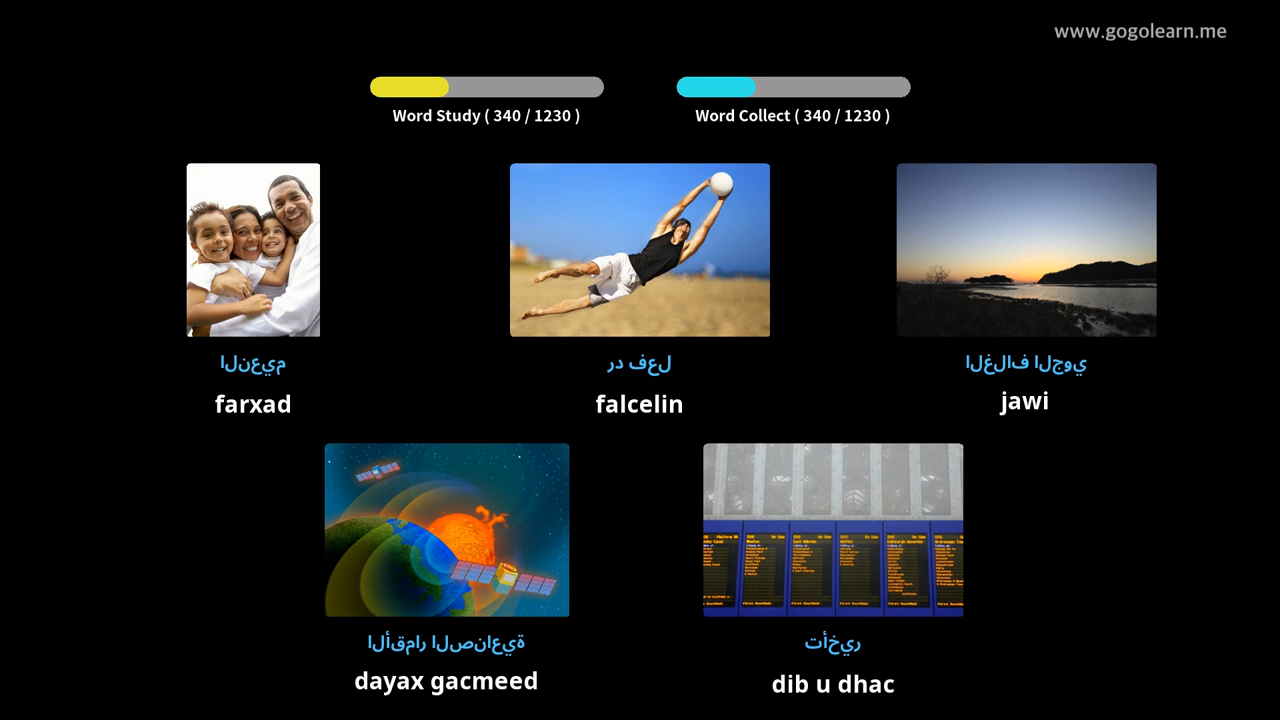 www.gogolearn.me
Word Study ( 340 / 1230 )
Word Collect ( 340 / 1230 )
النعيم
farxad
رد فعل
falcelin
الغلاف الجوي
jawi
الأقمار الصناعية
dayax gacmeed
تأخير
dib u dhac